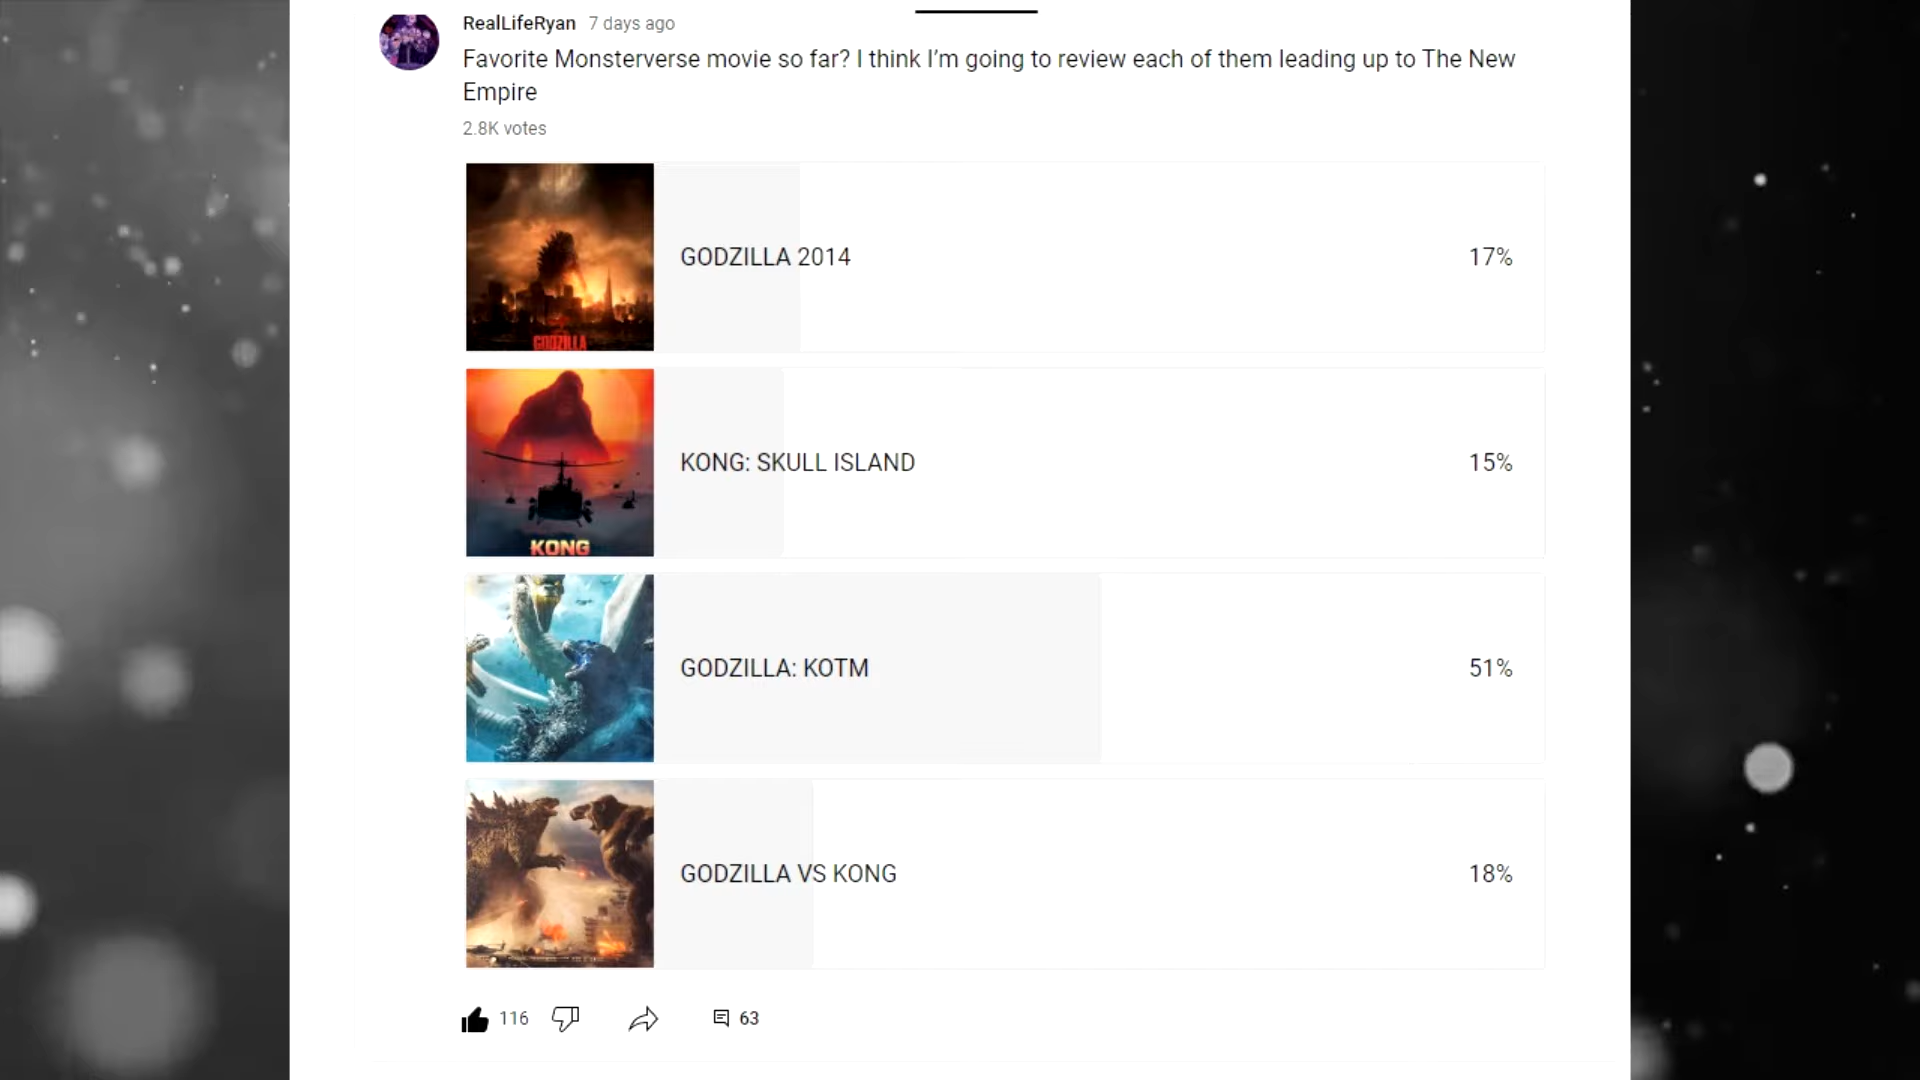 RealLifeRyan 7 days ago
Favorite Monsterverse movie so far? I think I’m going to review each of them leading up to The New
Empire
2.8K votes
GODZILLA
GODZILLA 2014
17%
KONG
KONG: SKULL ISLAND
15%
GODZILLA: KOTM
51%
GODZILLA VS KONG
18%
116
63